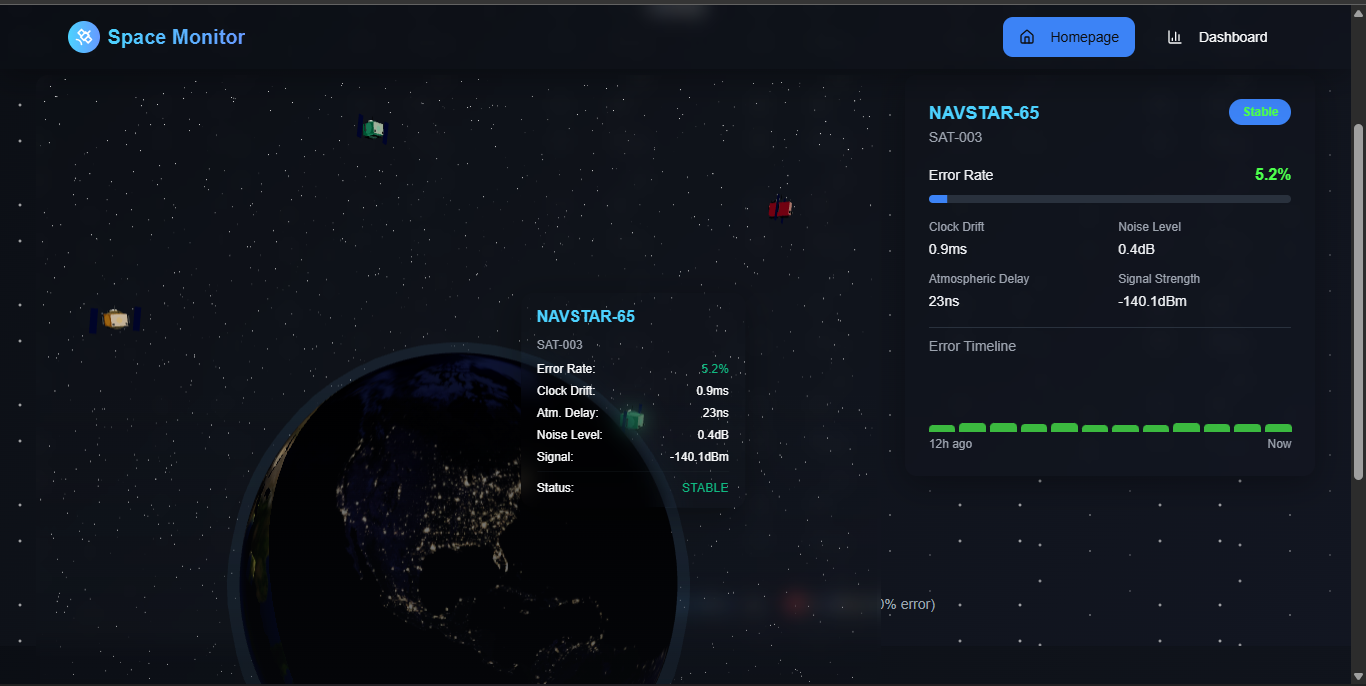 Space Monitor
Homepage
Dashboard
NAVSTAR-65
Stable
SAT-003
Error Rate
5.2%
Clock Drift
Noise Level
0.9ms
0.4dB
Atmospheric Delay
Signal Strength
23ns
-140.1dBm
Error Timeline
12h ago
Now
NAVSTAR-65
SAT-003
Error Rate: 5.2%
Clock Drift: 0.9ms
Atm. Delay: 23ns
Noise Level: 0.4dB
Signal: -140.1dBm
Status: STABLE
0% error)